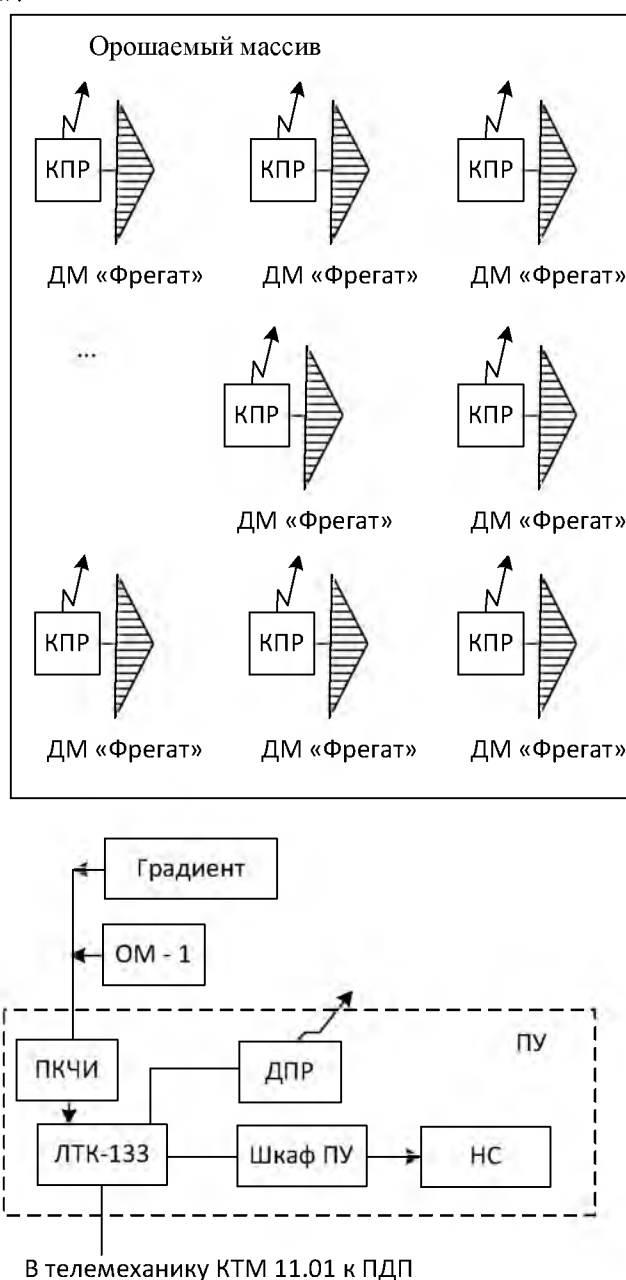 Орошаемый массив
КПР КПР КПР
ДМ «Фрегат» ДМ «Фрегат» ДМ «Фрегат»
...
КПР КПР
ДМ «Фрегат» ДМ «Фрегат»
КПР КПР КПР
ДМ «Фрегат» ДМ «Фрегат» ДМ «Фрегат»
Градиент
ОМ - 1
ПУ
ПКЧИ ДПР
ЛТК-133 Шкаф ПУ НС
В телемеханику КТМ 11.01 к ПДП